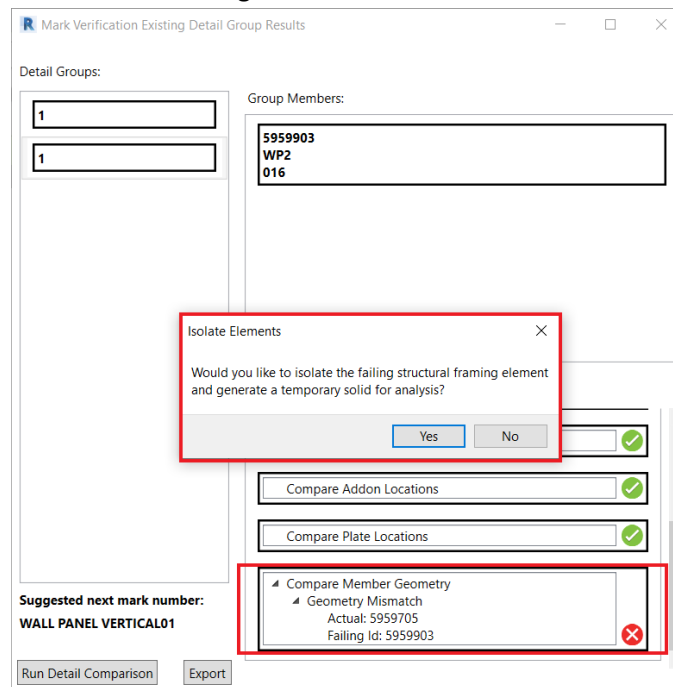 Mark Verification Existing Detail Group Results
Detail Groups:
1
1
Group Members:
5959903
WP2
016
Isolate Elements
Would you like to isolate the failing structural framing element
and generate a temporary solid for analysis?
Yes
No
Compare Addon Locations
Compare Plate Locations
Compare Member Geometry
Geometry Mismatch
Actual: 5959705
Failing Id: 5959903
Suggested next mark number:
WALL PANEL VERTICAL01
Run Detail Comparison
Export